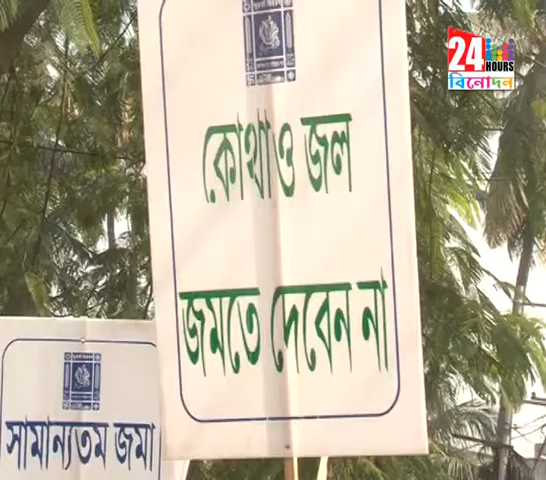 24
HOURS
বিনোদন
কোথাও জল
জমতে দেবেন না
সামান্যতম জমা